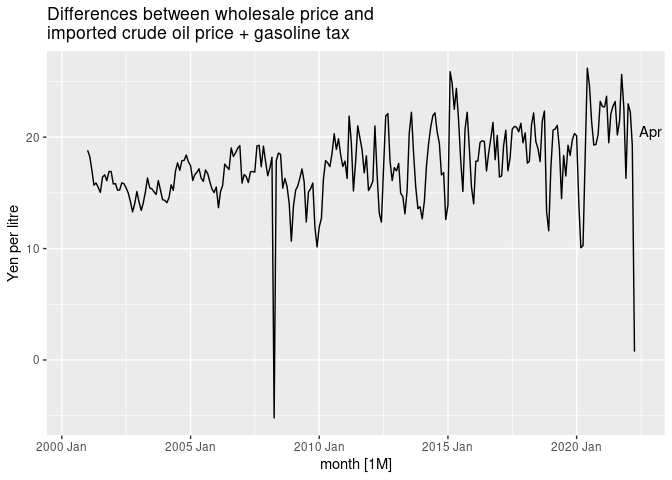 Differences between wholesale price and
imported crude oil price + gasoline tax
Yen per litre
20
10
0
Apr
2000 Jan
2005 Jan
2010 Jan
2015 Jan
2020 Jan
month [1M]